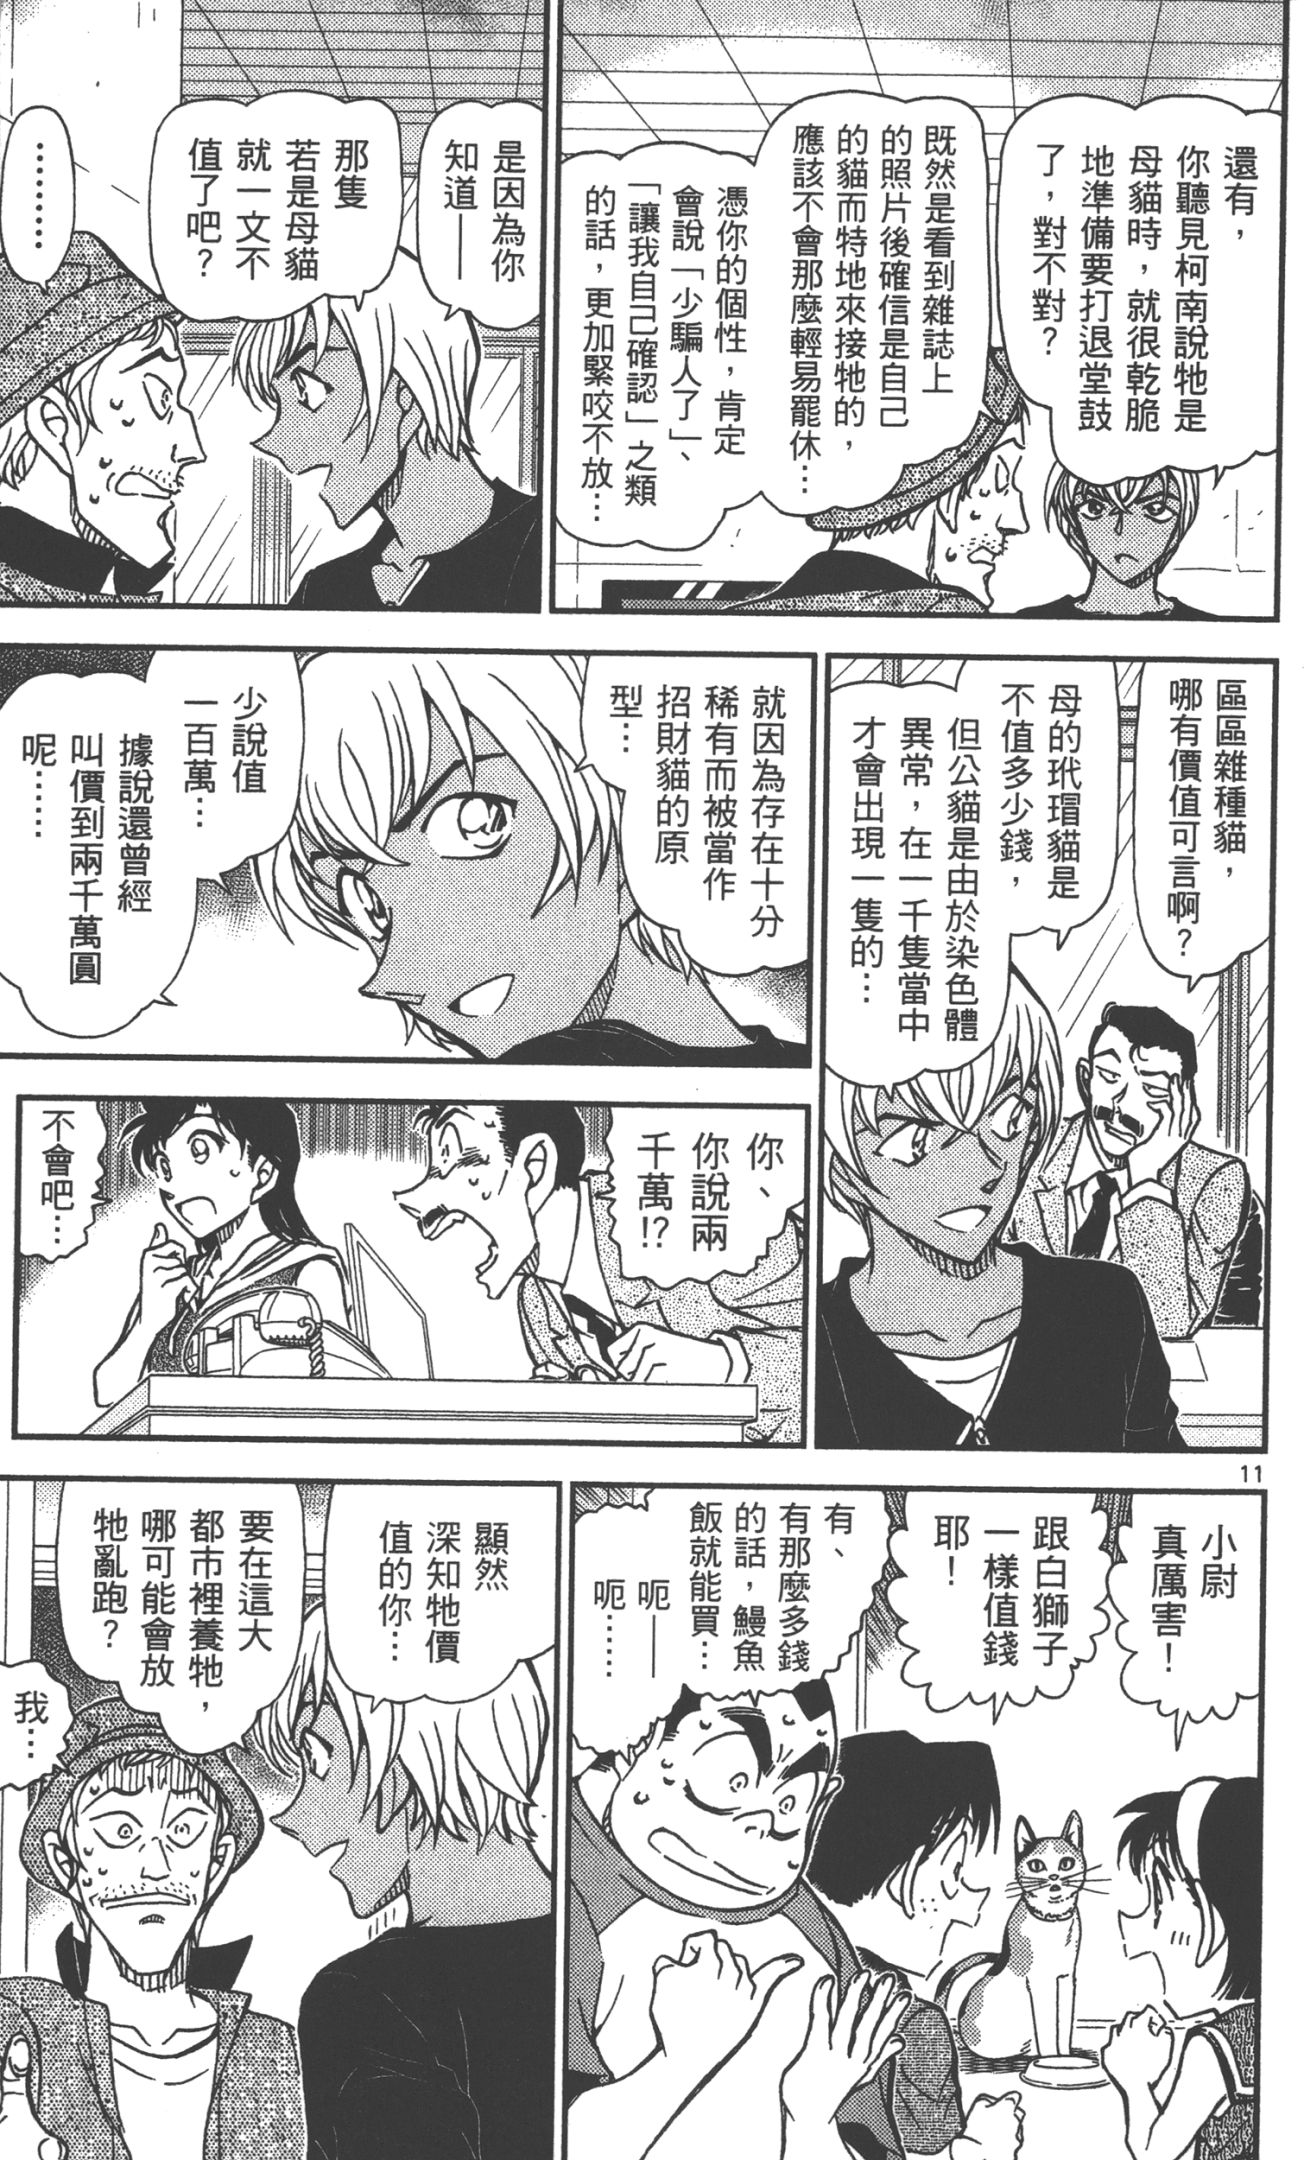 還有，
你聽見柯南說牠是
母貓時，就很乾脆
地準備要打退堂鼓
了，對不對？
既然是看到雜誌上
的照片後確信是自己
的貓而特地來接牠的，
應該不會那麼輕易罷休…
憑你的個性，肯定
會說「少騙人了」、
「讓我自己確認」之類
的話，更加緊咬不放…
是因為你
知道——
那隻
若是母貓
就一文不
值了吧？
………
區區雜種貓，
哪有價值可言啊？
母的玳瑁貓是
不值多少錢，
但公貓是由於染色體
異常，在一千隻當中
才會出現一隻的…
就因為存在十分
稀有而被當作
招財貓的原
型…
少說值
一百萬…
據說還曾經
叫價到兩千萬圓
呢……
你、
你說兩
千萬!?
不會吧…
11
小尉
真厲害！
跟白獅子
一樣值錢
耶！
有、
有那麼多錢
的話，鰻魚
飯就能買…
呃——
呃……
顯然
深知牠價
值的你…
要在這大
都市裡養牠，
哪可能會放
牠亂跑？
我…